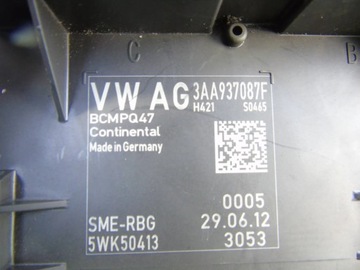 C
VW AG 3AA937087F
H421 S0465
BCMPQ47
Continental
Made in Germany
0005
SME-RBG 29.06.12
5WK50413 3053